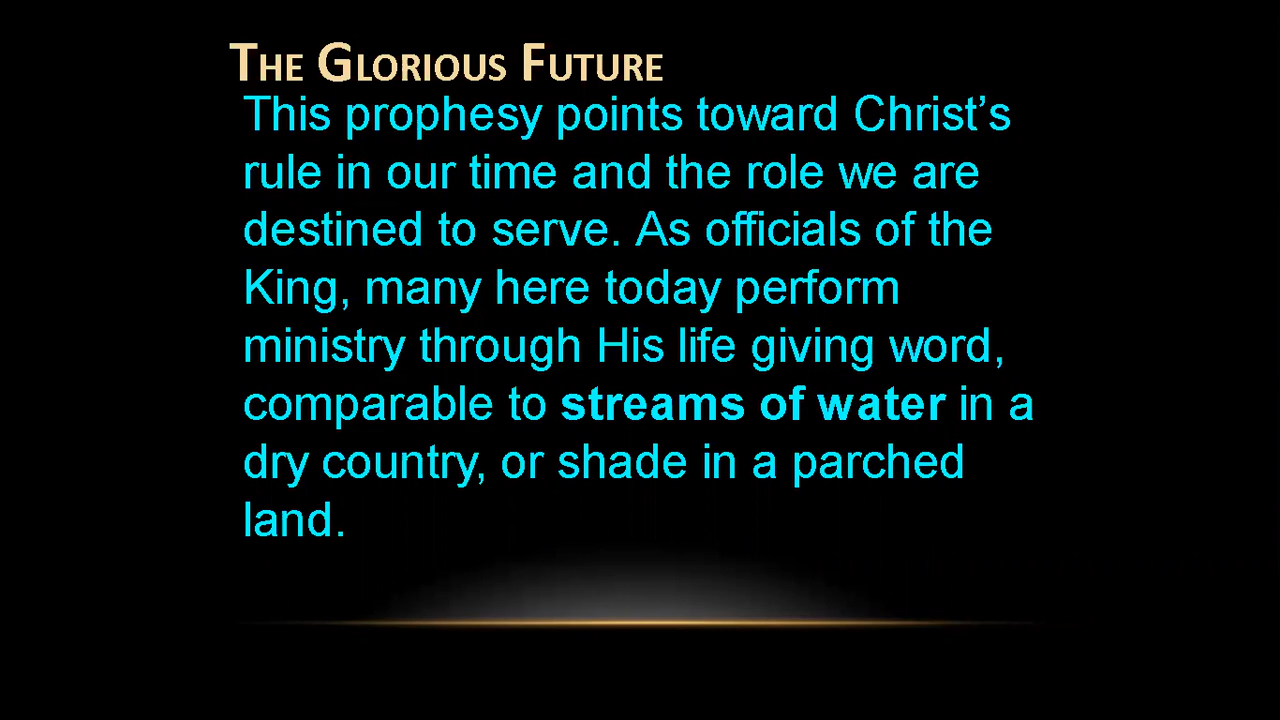 The Glorious Future
This prophesy points toward Christ’s
rule in our time and the role we are
destined to serve. As officials of the
King, many here today perform
ministry through His life giving word,
comparable to streams of water in a
dry country, or shade in a parched
land.